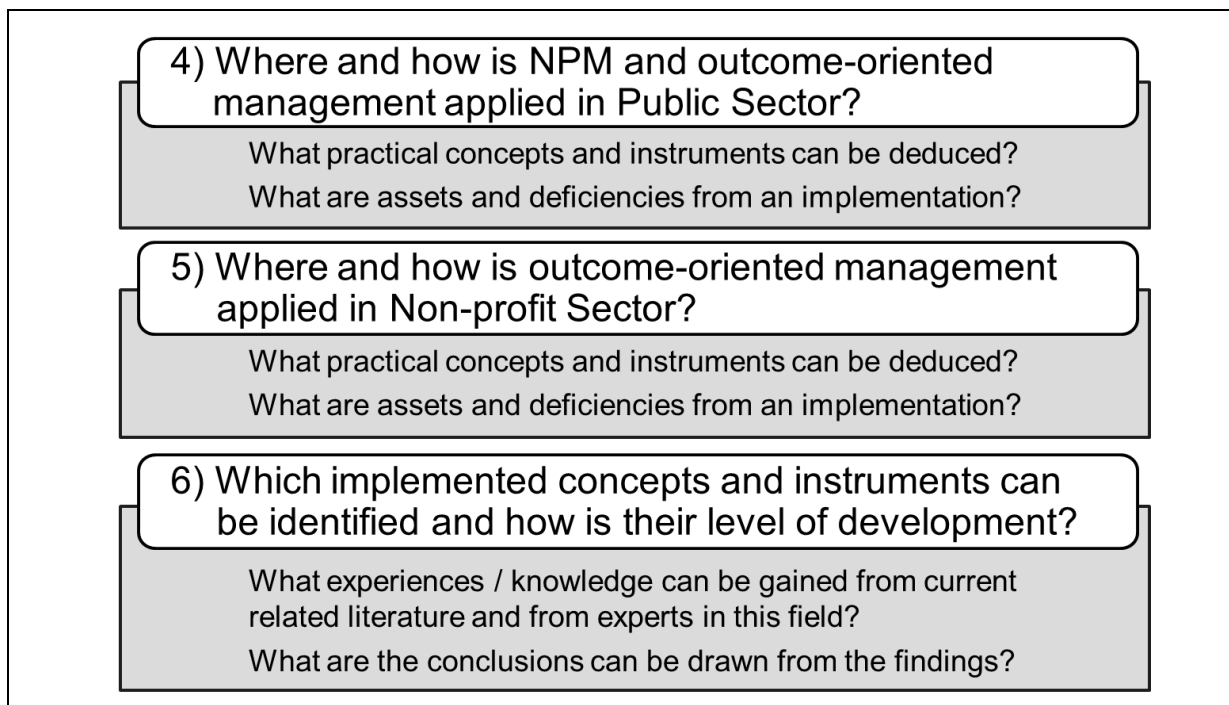 4) Where and how is NPM and outcome-oriented
management applied in Public Sector?
What practical concepts and instruments can be deduced?
What are assets and deficiencies from an implementation?
5) Where and how is outcome-oriented management
applied in Non-profit Sector?
What practical concepts and instruments can be deduced?
What are assets and deficiencies from an implementation?
6) Which implemented concepts and instruments can
be identified and how is their level of development?
What experiences / knowledge can be gained from current
related literature and from experts in this field?
What are the conclusions can be drawn from the findings?